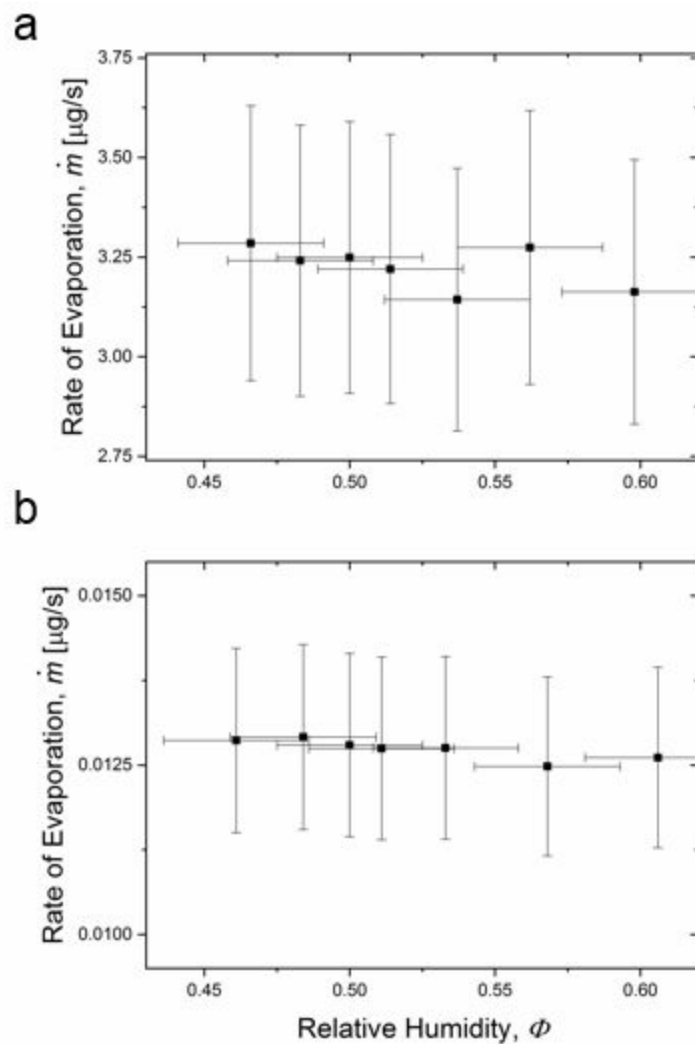 a
Rate of Evaporation, ṁ [μg/s]
3.75
3.50
3.25
3.00
2.75
0.45 0.50 0.55 0.60
b
Rate of Evaporation, ṁ [μg/s]
0.0150
0.0125
0.0100
0.45 0.50 0.55 0.60
Relative Humidity, Φ